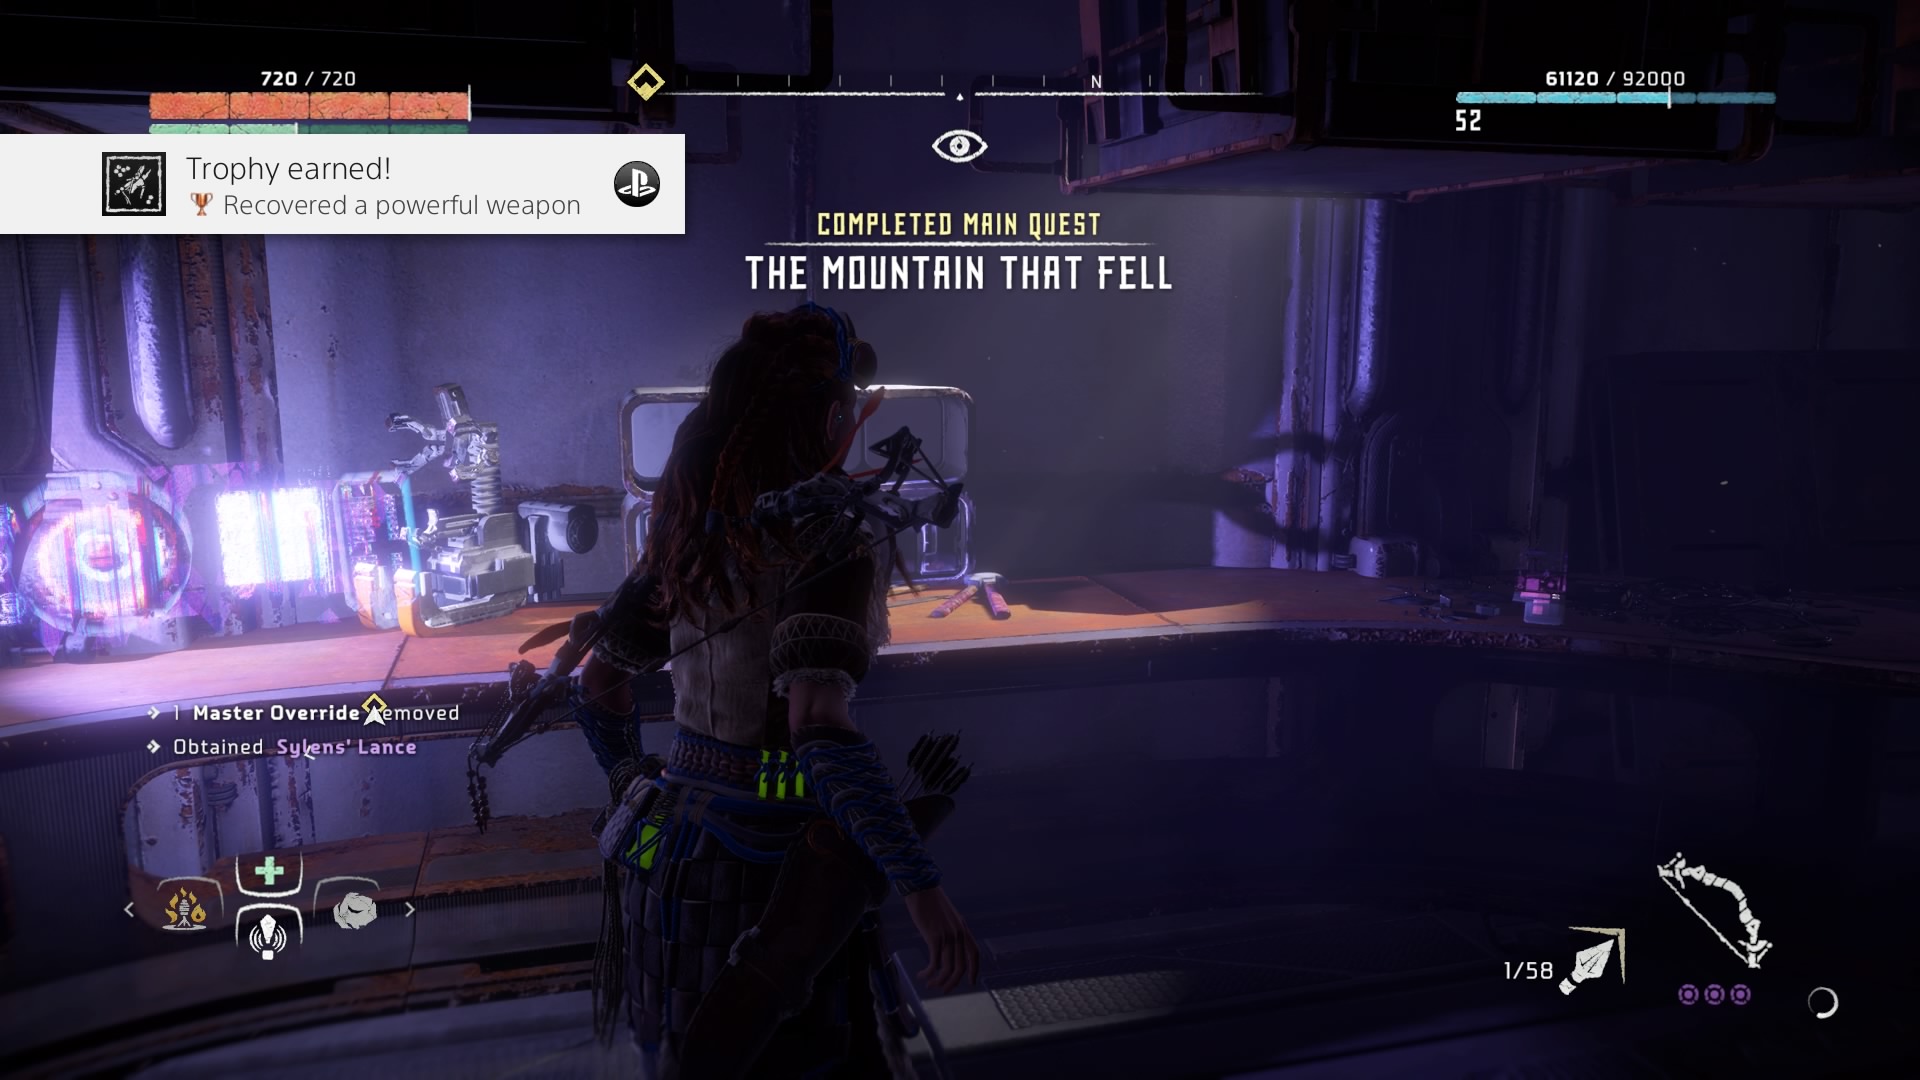 720 / 720
N
61120 / 92000
52
Trophy earned!
Recovered a powerful weapon
COMPLETED MAIN QUEST
THE MOUNTAIN THAT FELL
1 Master Override emoved
Obtained Sylens' Lance
1/58